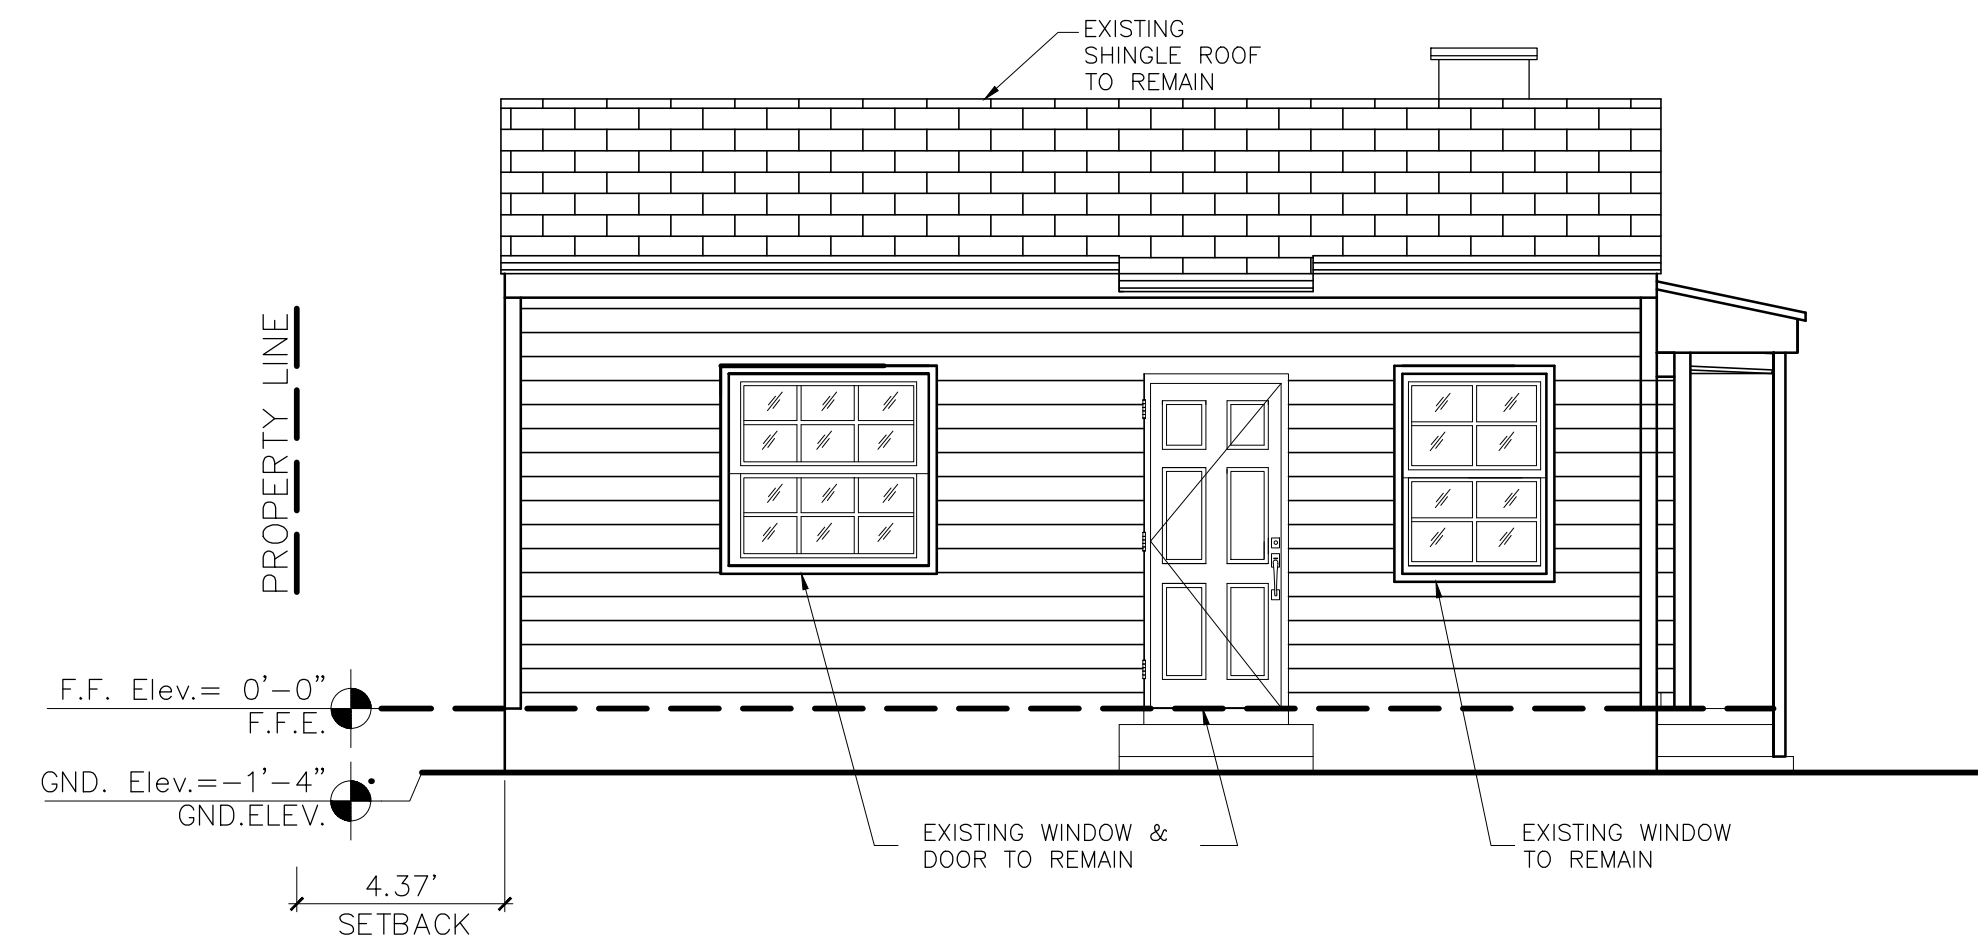 EXISTING
SHINGLE ROOF
TO REMAIN
PROPERTY LINE
F.F. Elev.= 0'-0"
F.F.E.
GND. Elev.=-1'-4"
GND.ELEV.
EXISTING WINDOW &
DOOR TO REMAIN
EXISTING WINDOW
TO REMAIN
4.37'
SETBACK